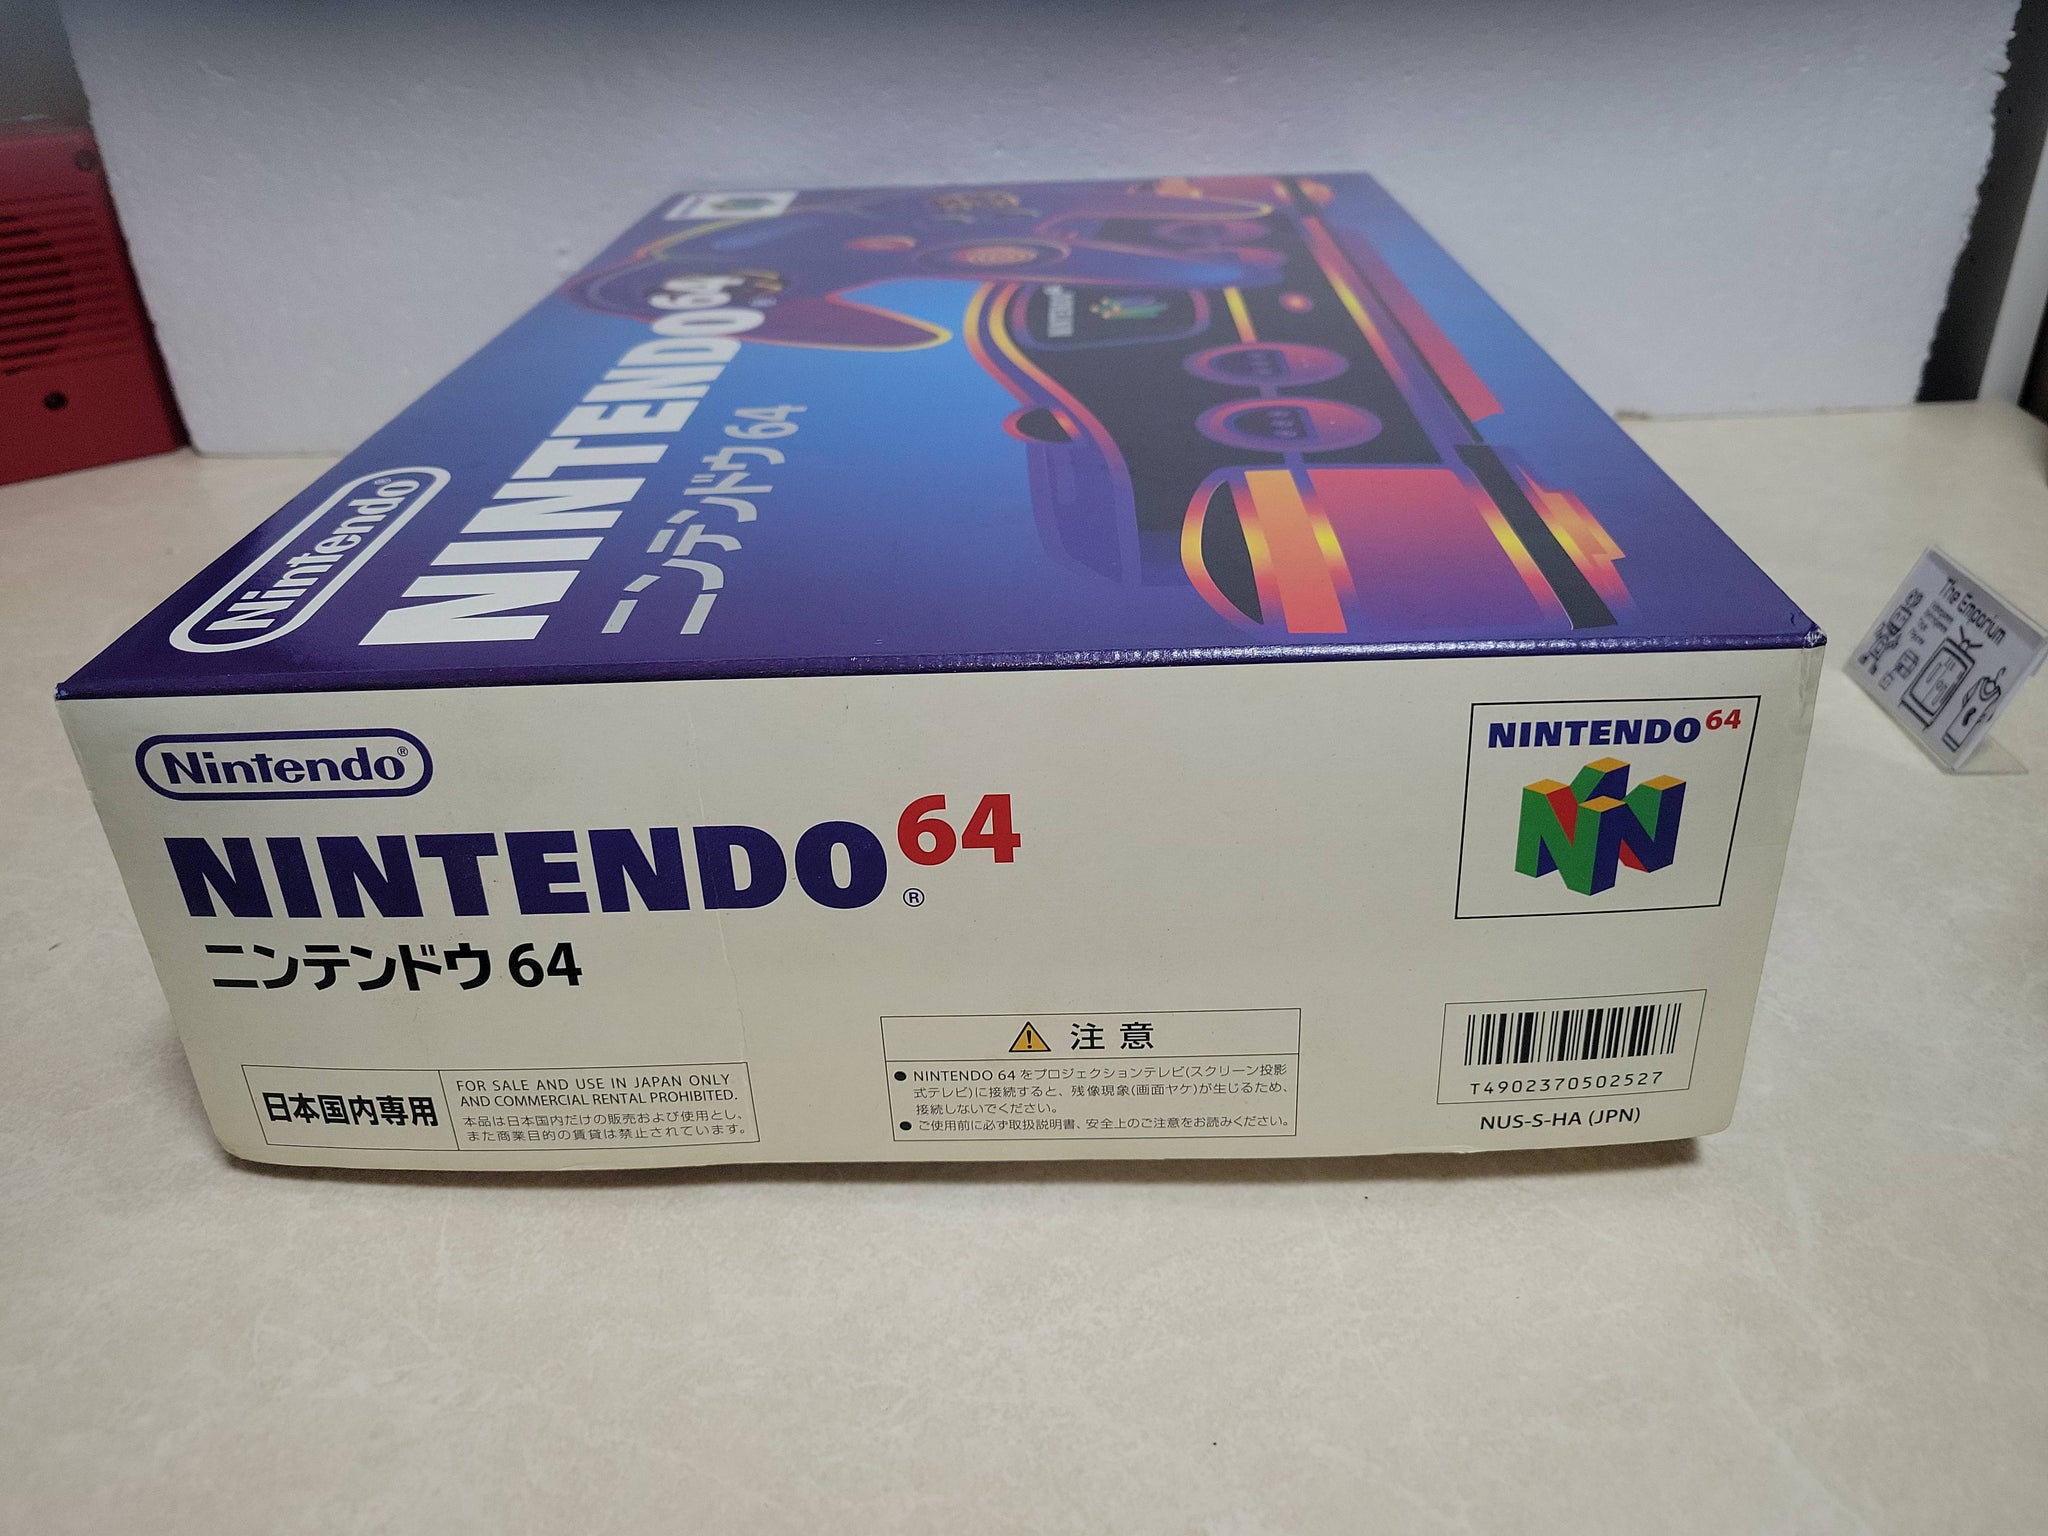 Nintendo®
NINTENDO64
®
ニンテンドウ64
NINTENDO64
Nintendo®
NINTENDO64
®
ニンテンドウ64
NINTENDO64
日本国内専用
FOR SALE AND USE IN JAPAN ONLY
AND COMMERCIAL RENTAL PROHIBITED.
本品は日本国内だけの販売および使用とし、
また商業目的の賃貸は禁止されています。
注意
● NINTENDO 64 をプロジェクションテレビ(スクリーン投影
式テレビ)に接続すると、残像現象(画面ヤケ)が生じるため、
接続しないでください。
● ご使用前に必ず取扱説明書、安全上のご注意をお読みください。
T4902370502527
NUS-S-HA (JPN)
The Emporium